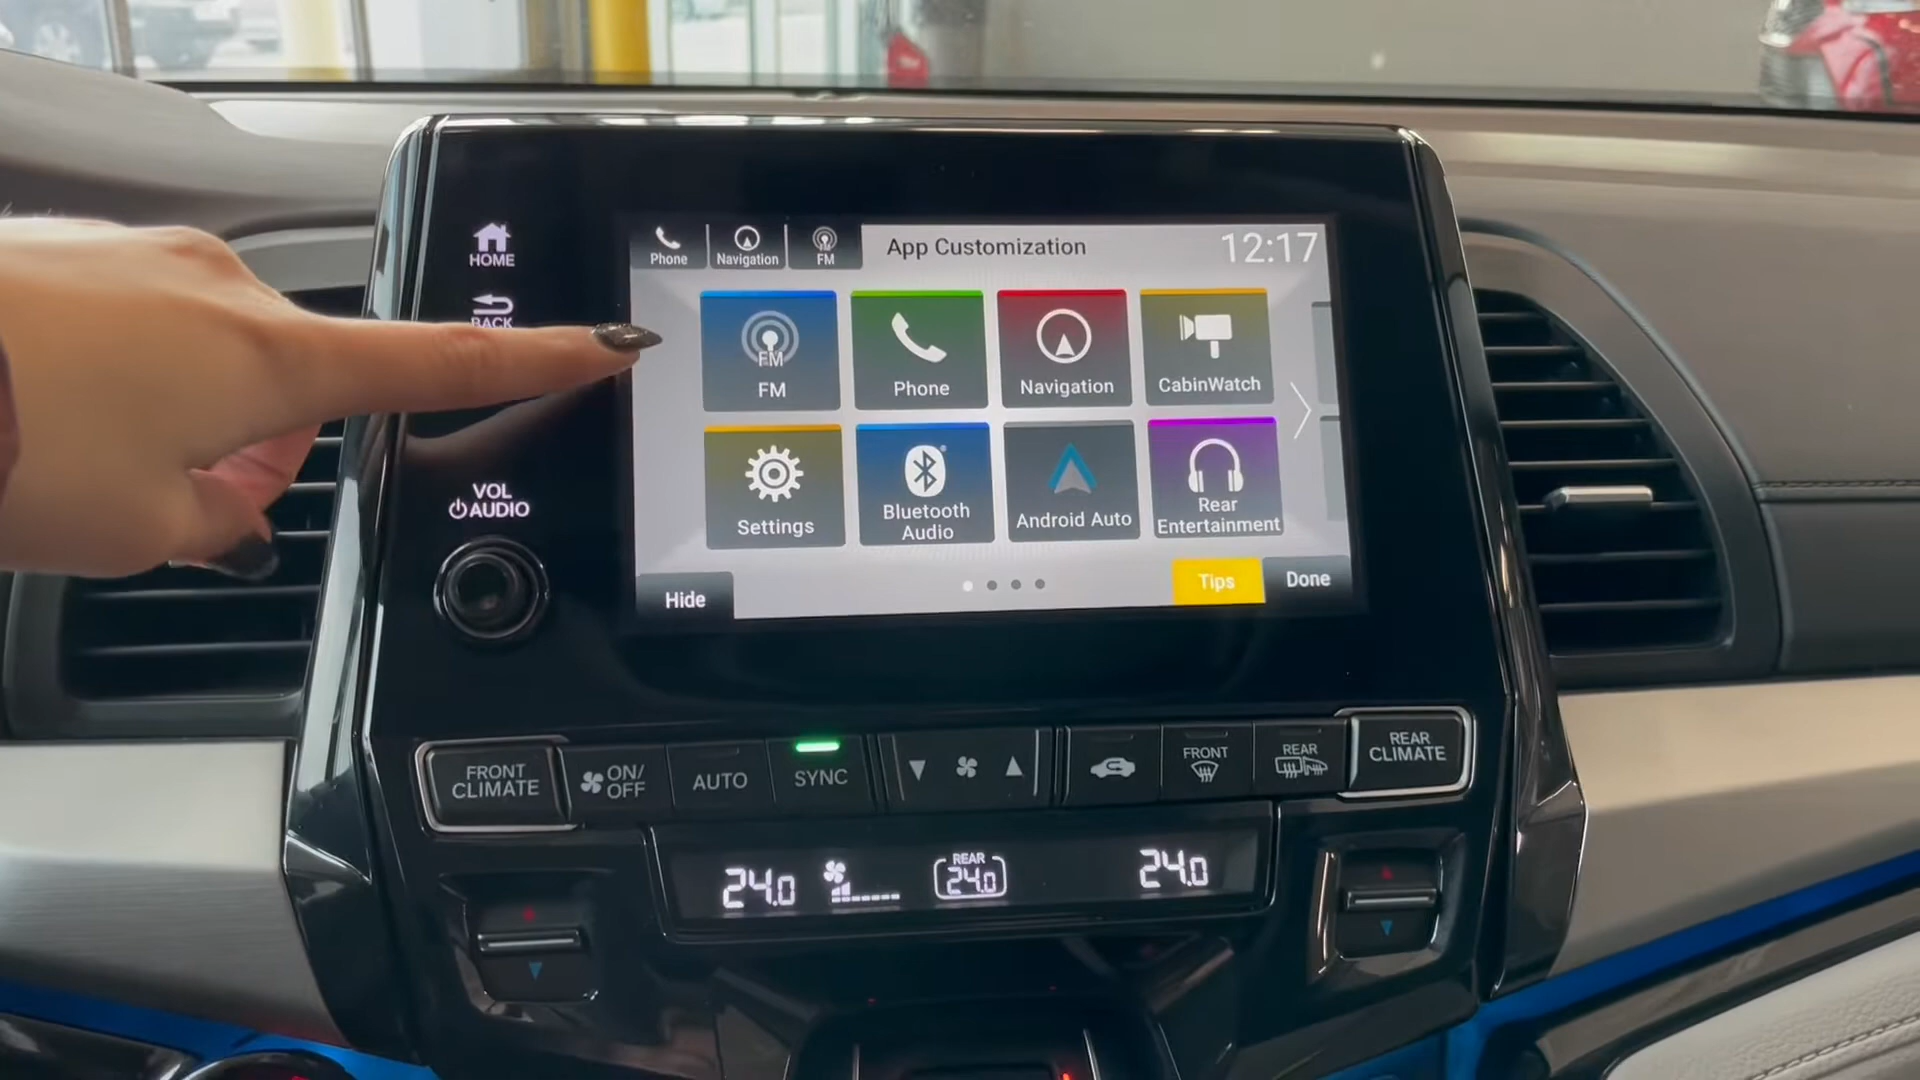 HOME
BACK
VOL
AUDIO
Phone
Navigation
FM
App Customization
12:17
FM
FM
Phone
Navigation
CabinWatch
Settings
Bluetooth
Audio
Android Auto
Rear
Entertainment
Hide
Tips
Done
FRONT
CLIMATE
ON/
OFF
AUTO
SYNC
FRONT
REAR
REAR
CLIMATE
24.0
REAR
24.0
24.0